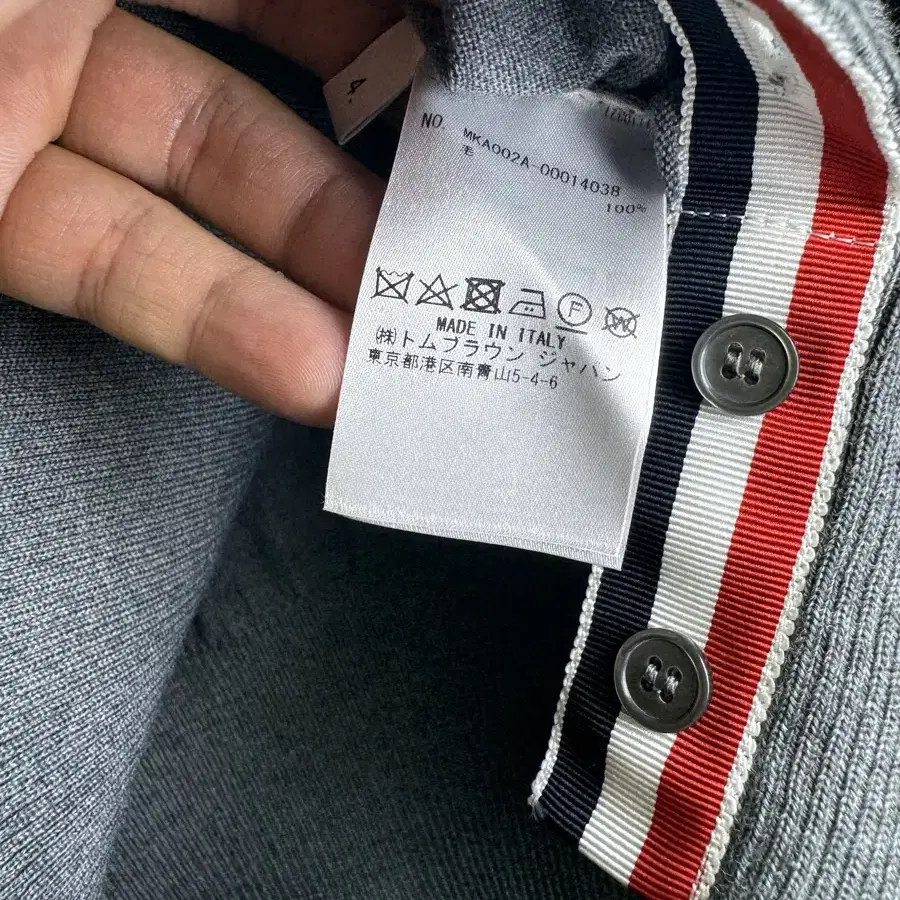 4.
NO. MKA002A-00014038
毛 100%
MADE IN ITALY
(株)トムブラウン ジャパン
東京都港区南青山5-4-6